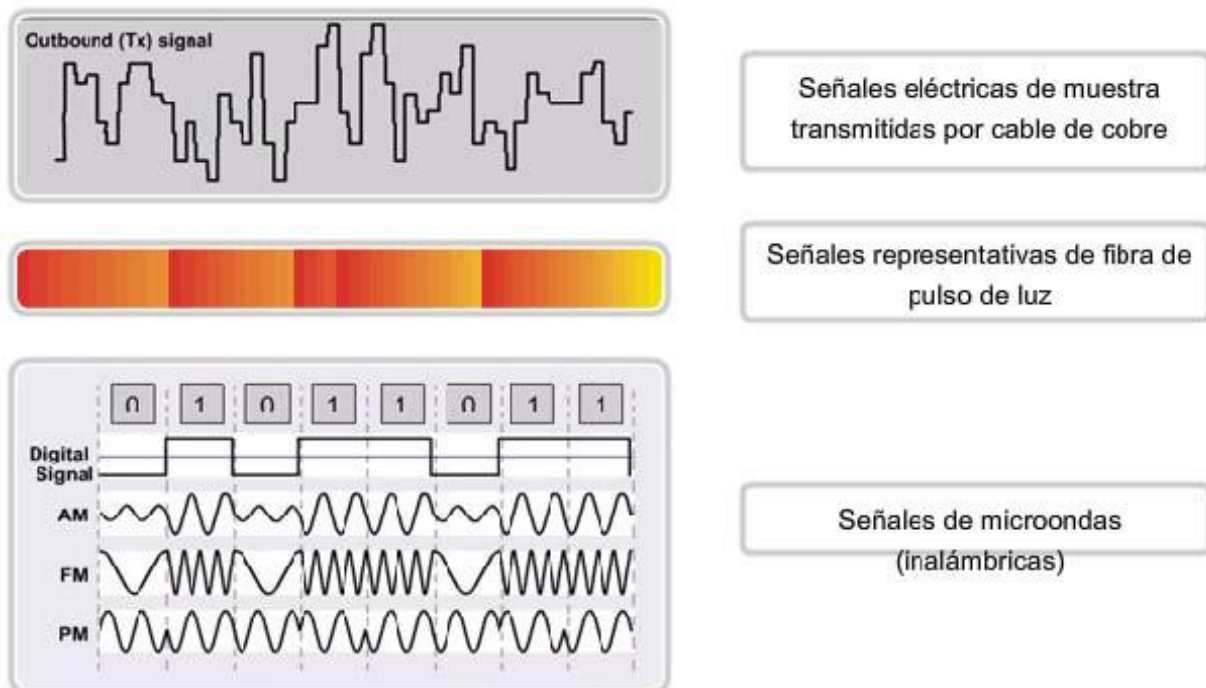 Outbound (Tx) signal
Señales eléctricas de muestra
transmitidas por cable de cobre
Señales representativas de fibra de
pulso de luz
0 1 0 1 1 0 1 1
Digital
Signal
AM
FM
PM
Señales de microondas
(inalámbricas)